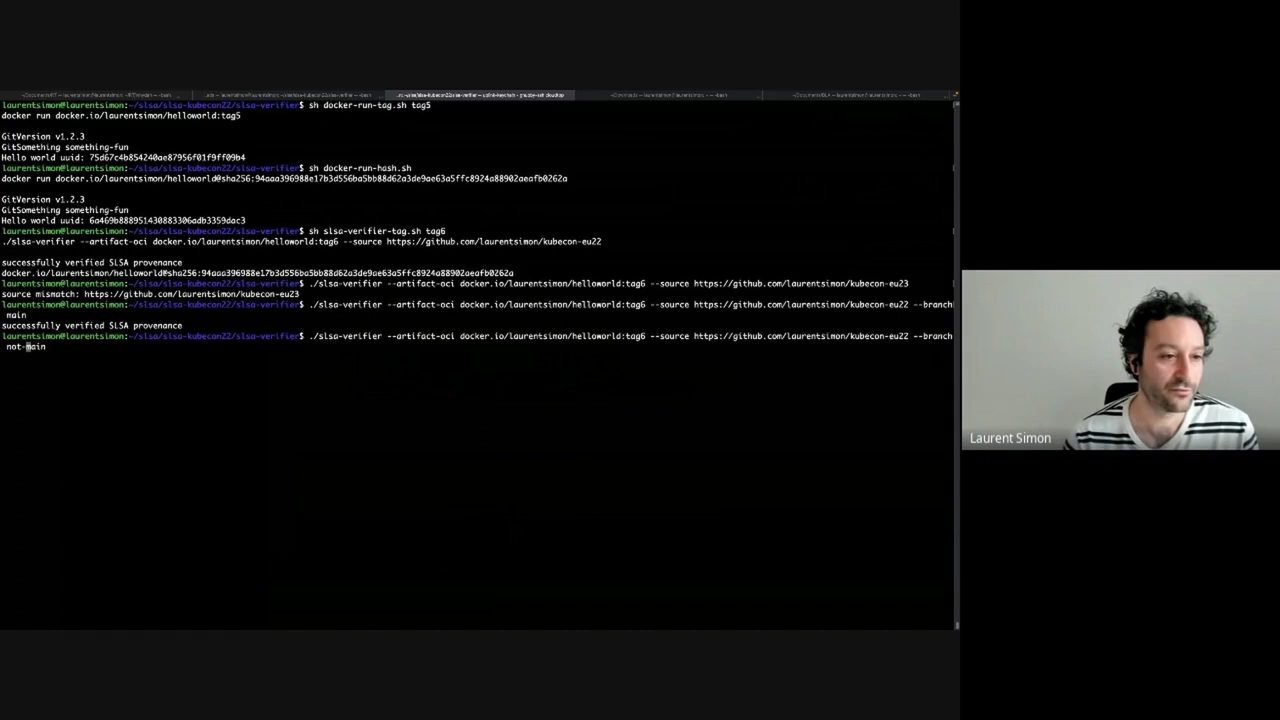 laurentsimon@laurentsimon:~/slsa/slsa-kubecon22/slsa-verifier$ sh docker-run-tag.sh tag5
docker run docker.io/laurentsimon/helloworld:tag5
GitVersion v1.2.3
GitSomething something-fun
Hello world uuid: 75d67c4b854240ae87956f01f9ff09b4
laurentsimon@laurentsimon:~/slsa/slsa-kubecon22/slsa-verifier$ sh docker-run-hash.sh
docker run docker.io/laurentsimon/helloworld@sha256:94aaa396988e17b3d556ba5bb88d62a3de9ae63a5ffc8924a88902aeafb0262a
GitVersion v1.2.3
GitSomething something-fun
Hello world uuid: 6a469b888951430883306adb3359dac3
laurentsimon@laurentsimon:~/slsa/slsa-kubecon22/slsa-verifier$ sh slsa-verifier-tag.sh tag6
./slsa-verifier --artifact-oci docker.io/laurentsimon/helloworld:tag6 --source https://github.com/laurentsimon/kubecon-eu22
successfully verified SLSA provenance
docker.io/laurentsimon/helloworld@sha256:94aaa396988e17b3d556ba5bb88d62a3de9ae63a5ffc8924a88902aeafb0262a
laurentsimon@laurentsimon:~/slsa/slsa-kubecon22/slsa-verifier$ ./slsa-verifier --artifact-oci docker.io/laurentsimon/helloworld:tag6 --source https://github.com/laurentsimon/kubecon-eu23
source mismatch: https://github.com/laurentsimon/kubecon-eu23
laurentsimon@laurentsimon:~/slsa/slsa-kubecon22/slsa-verifier$ ./slsa-verifier --artifact-oci docker.io/laurentsimon/helloworld:tag6 --source https://github.com/laurentsimon/kubecon-eu22 --branch
main
successfully verified SLSA provenance
laurentsimon@laurentsimon:~/slsa/slsa-kubecon22/slsa-verifier$ ./slsa-verifier --artifact-oci docker.io/laurentsimon/helloworld:tag6 --source https://github.com/laurentsimon/kubecon-eu22 --branch
not-main
Laurent Simon